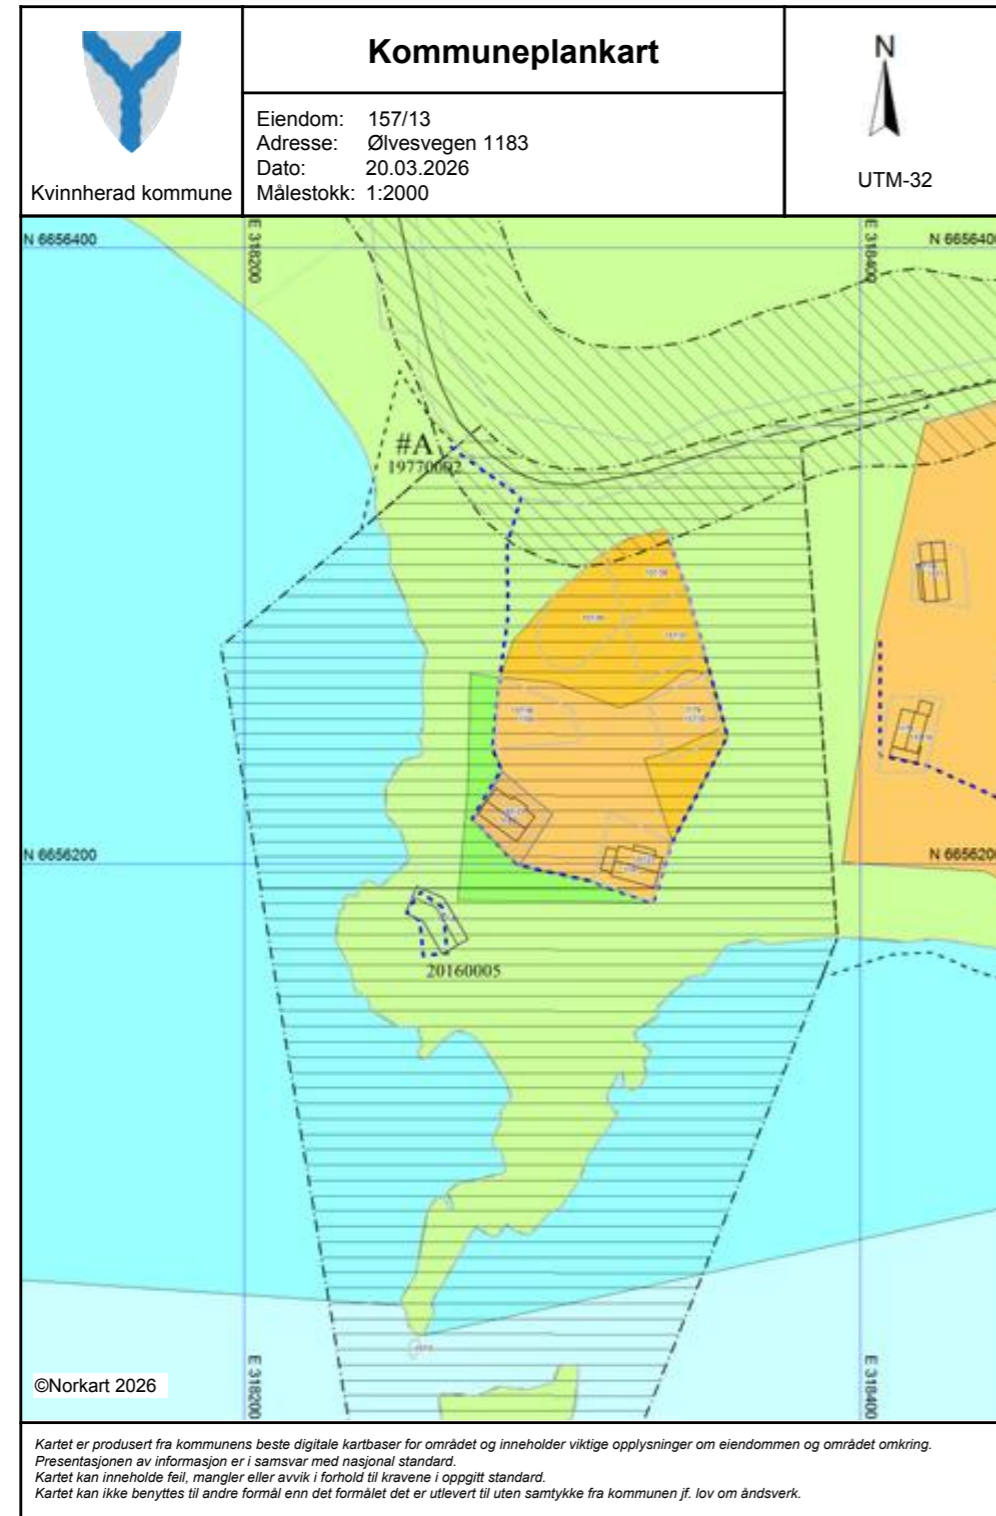 Kommuneplankart
Eiendom: 157/13
Adresse: Ølvesvegen 1183
Dato: 20.03.2026
Målestokk: 1:2000
Kvinnherad kommune
N
UTM-32
N 6656400
E 318200
E 318400
N 6656400
#A
19770002
N 6656200
N 6656200
20160005
E 318200
E 318400
©Norkart 2026
Kartet er produsert fra kommunens beste digitale kartbaser for området og inneholder viktige opplysninger om eiendommen og området omkring.
Presentasjonen av informasjon er i samsvar med nasjonal standard.
Kartet kan inneholde feil, mangler eller avvik i forhold til kravene i oppgitt standard.
Kartet kan ikke benyttes til andre formål enn det formålet det er utlevert til uten samtykke fra kommunen jf. lov om åndsverk.